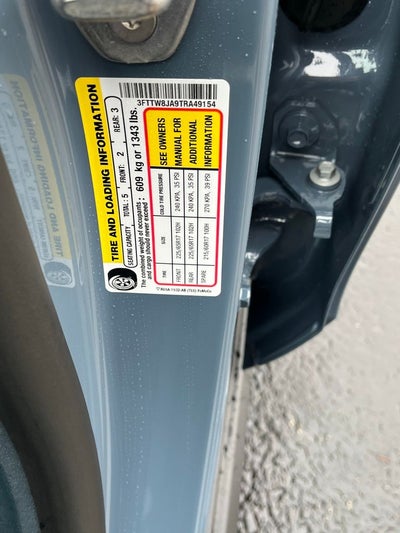 3FTTW8JA9TRA49154
TIRE AND LOADING INFORMATION
SEATING CAPACITY TOTAL: 5 FRONT: 2 REAR: 3
The combined weight of occupants and cargo should never exceed: 609 kg or 1343 lbs.
TIRE SIZE COLD TIRE PRESSURE
FRONT 225/65R17 102H 240 KPA, 35 PSI
REAR 225/65R17 102H 240 KPA, 35 PSI
SPARE 215/60R17 100H 270 KPA, 39 PSI
SEE OWNERS
MANUAL FOR
ADDITIONAL
INFORMATION